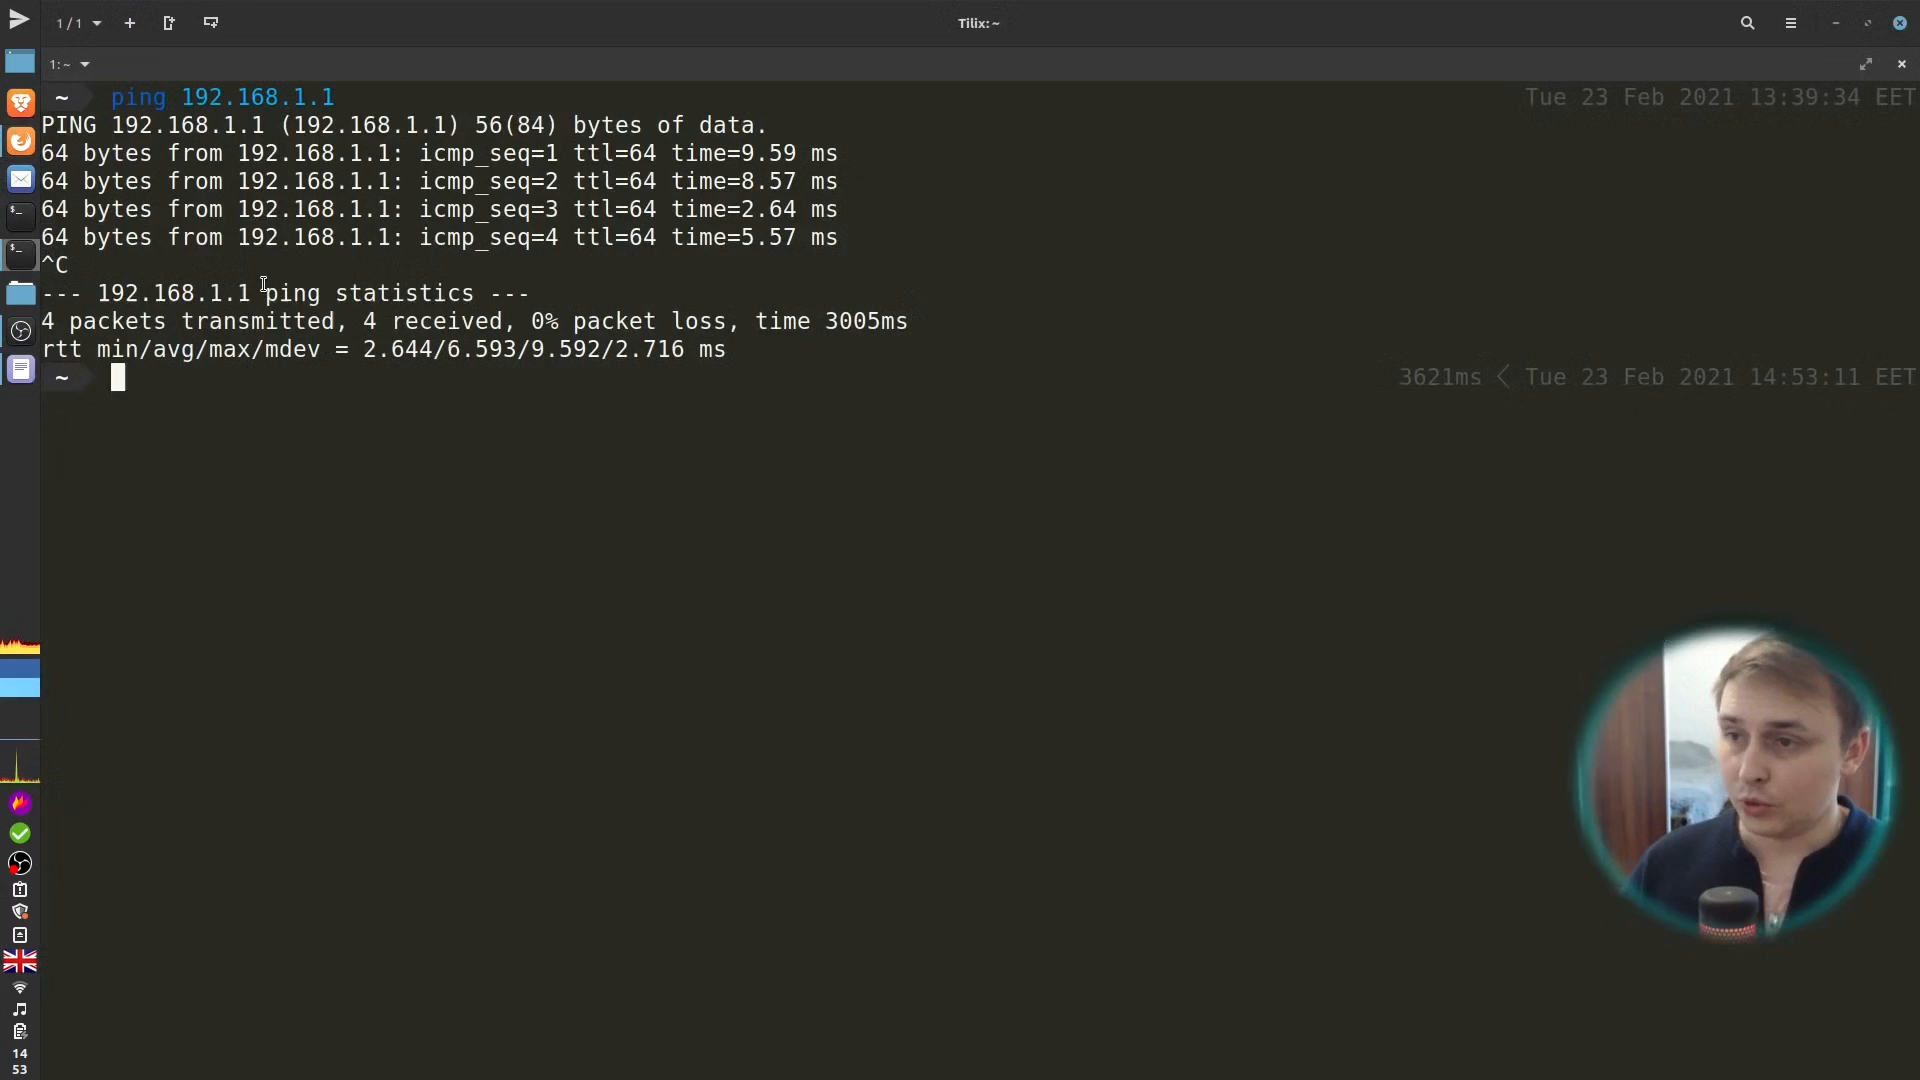 1 / 1
Tilix: ~
1: ~
~ ping 192.168.1.1 Tue 23 Feb 2021 13:39:34 EET
PING 192.168.1.1 (192.168.1.1) 56(84) bytes of data.
64 bytes from 192.168.1.1: icmp_seq=1 ttl=64 time=9.59 ms
64 bytes from 192.168.1.1: icmp_seq=2 ttl=64 time=8.57 ms
64 bytes from 192.168.1.1: icmp_seq=3 ttl=64 time=2.64 ms
64 bytes from 192.168.1.1: icmp_seq=4 ttl=64 time=5.57 ms
^C
--- 192.168.1.1 ping statistics ---
4 packets transmitted, 4 received, 0% packet loss, time 3005ms
rtt min/avg/max/mdev = 2.644/6.593/9.592/2.716 ms
~ 3621ms < Tue 23 Feb 2021 14:53:11 EET
14
53